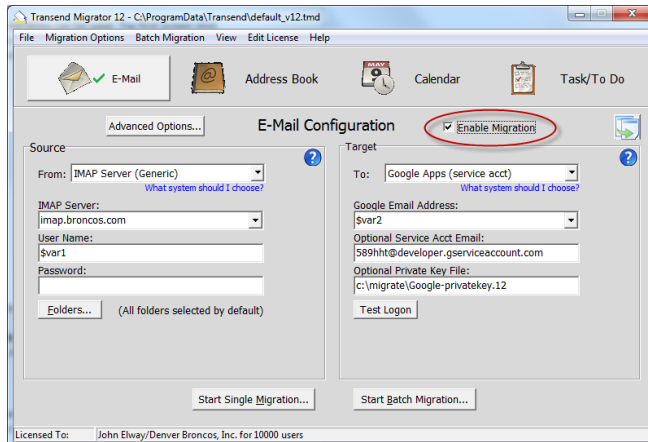 Transend Migrator 12 - C:\ProgramData\Transend\default_v12.tmd
File Migration Options Batch Migration View Edit License Help
E-Mail Address Book Calendar Task/To Do
MAY
9
Advanced Options... E-Mail Configuration Enable Migration
Source
From: IMAP Server (Generic)
What system should I choose?
IMAP Server:
imap.broncos.com
User Name:
$var1
Password:
Folders... (All folders selected by default)
Target
To: Google Apps (service acct)
What system should I choose?
Google Email Address:
$var2
Optional Service Acct Email:
589hht@developer.gserviceaccount.com
Optional Private Key File:
c:\migrate\Google-privatekey.12
Test Logon
Start Single Migration... Start Batch Migration...
Licensed To: John Elway/Denver Broncos, Inc. for 10000 users